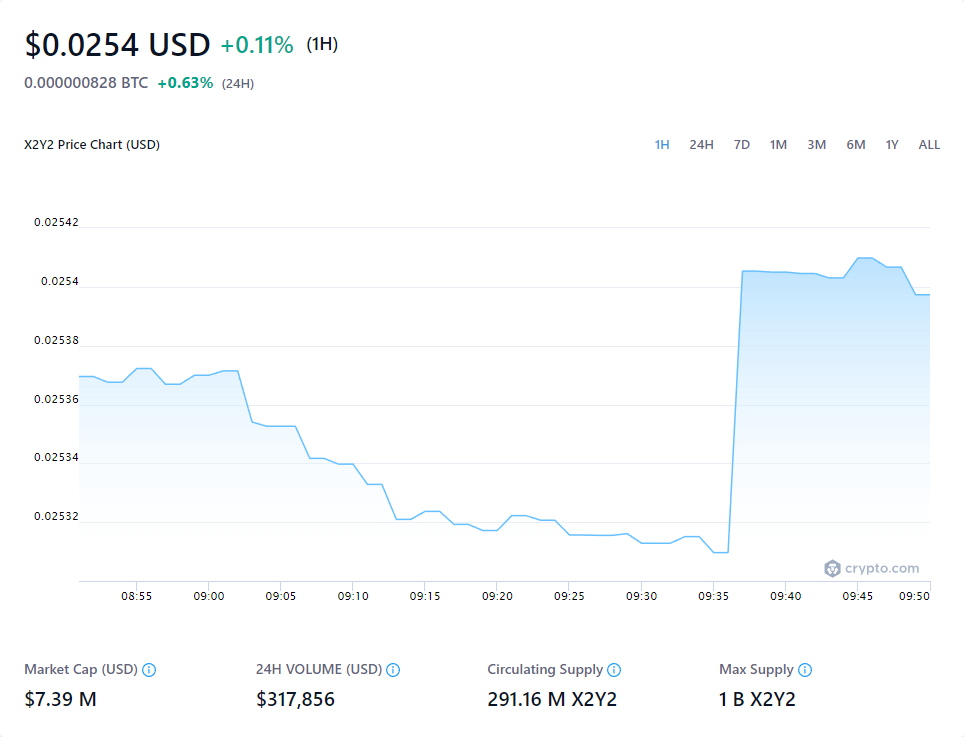 $0.0254 USD +0.11% (1H)
0.000000828 BTC +0.63% (24H)
X2Y2 Price Chart (USD) 1H 24H 7D 1M 3M 6M 1Y ALL
0.02542
0.0254
0.02538
0.02536
0.02534
0.02532
crypto.com
08:55 09:00 09:05 09:10 09:15 09:20 09:25 09:30 09:35 09:40 09:45 09:50
Market Cap (USD) 24H VOLUME (USD) Circulating Supply Max Supply
$7.39 M $317,856 291.16 M X2Y2 1 B X2Y2